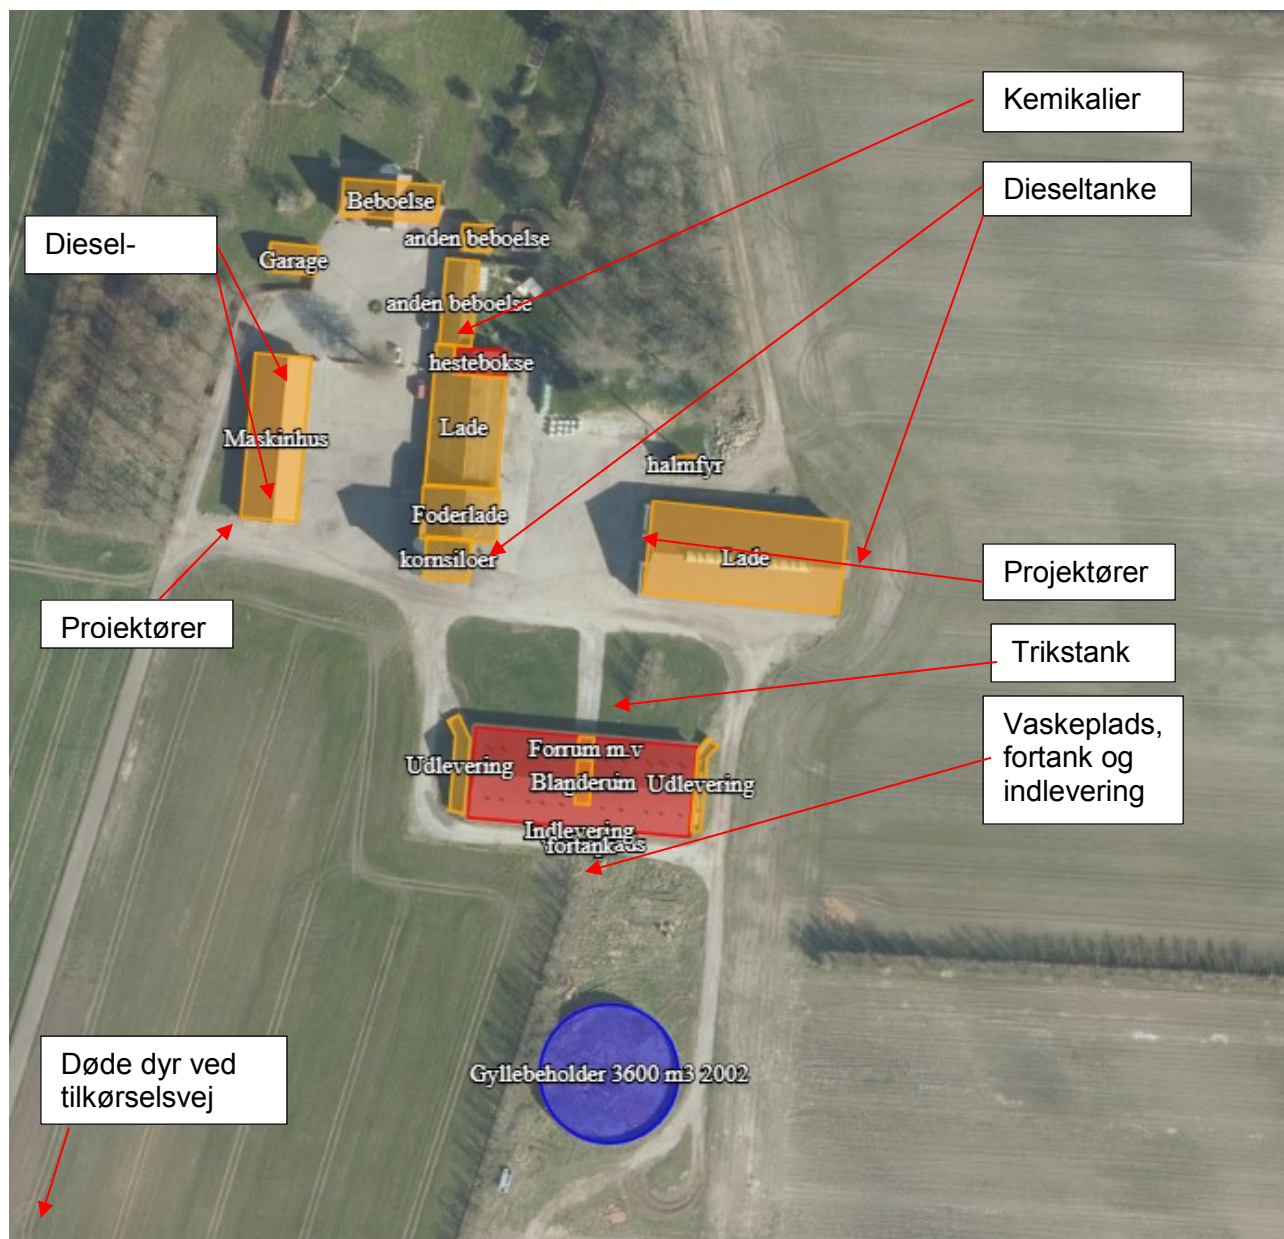 Kemikalier
Dieseltanke
Beboelse
Diesel-
anden beboelse
Garage
anden beboelse
hestebokse
Maskinhus
Lade
halmfyr
Foderlade
kornsiloer
Lade
Projektører
Proiektører
Trikstank
Vaskeplads,
fortank og
indlevering
Forrum m.v
Udlevering
Blanderum
Udlevering
Indlevering
fortank
Gyllebeholder 3600 m3 2002
Døde dyr ved
tilkørselsvej